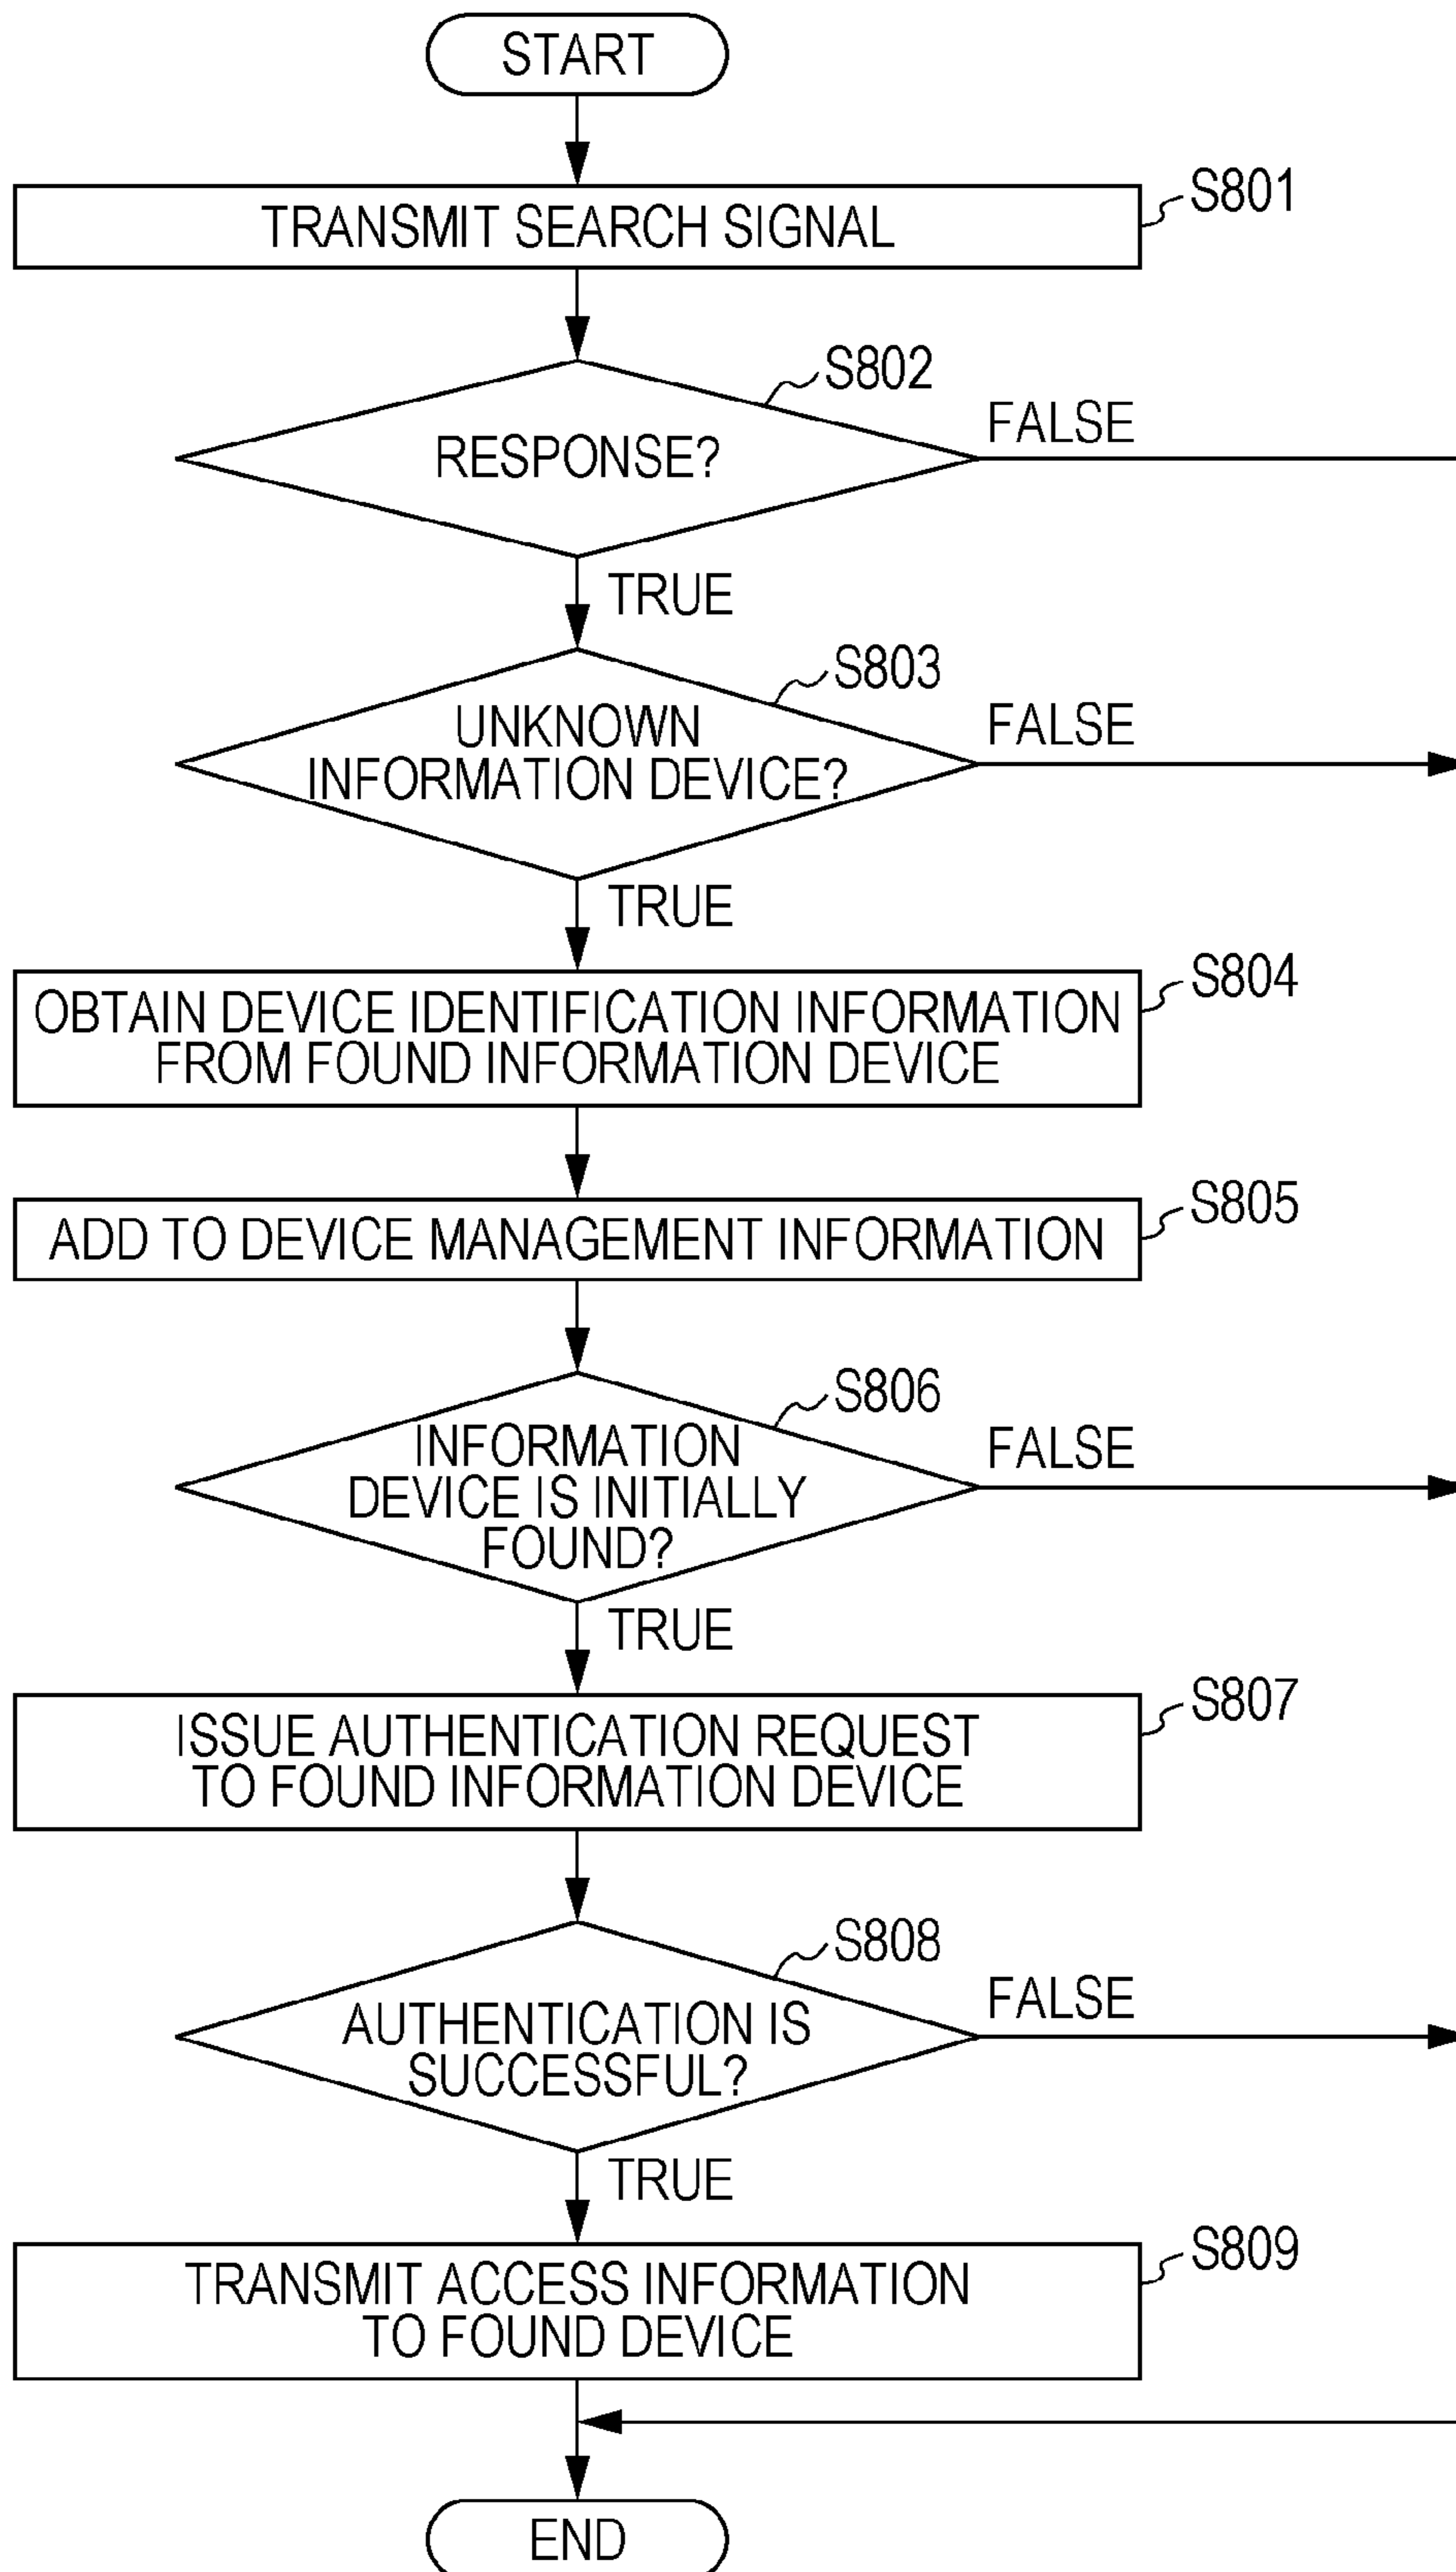 START
S801
TRANSMIT SEARCH SIGNAL
S802
RESPONSE?
FALSE
TRUE
S803
UNKNOWN
INFORMATION DEVICE?
FALSE
TRUE
S804
OBTAIN DEVICE IDENTIFICATION INFORMATION
FROM FOUND INFORMATION DEVICE
S805
ADD TO DEVICE MANAGEMENT INFORMATION
S806
INFORMATION
DEVICE IS INITIALLY
FOUND?
FALSE
TRUE
S807
ISSUE AUTHENTICATION REQUEST
TO FOUND INFORMATION DEVICE
S808
AUTHENTICATION IS
SUCCESSFUL?
FALSE
TRUE
S809
TRANSMIT ACCESS INFORMATION
TO FOUND DEVICE
END